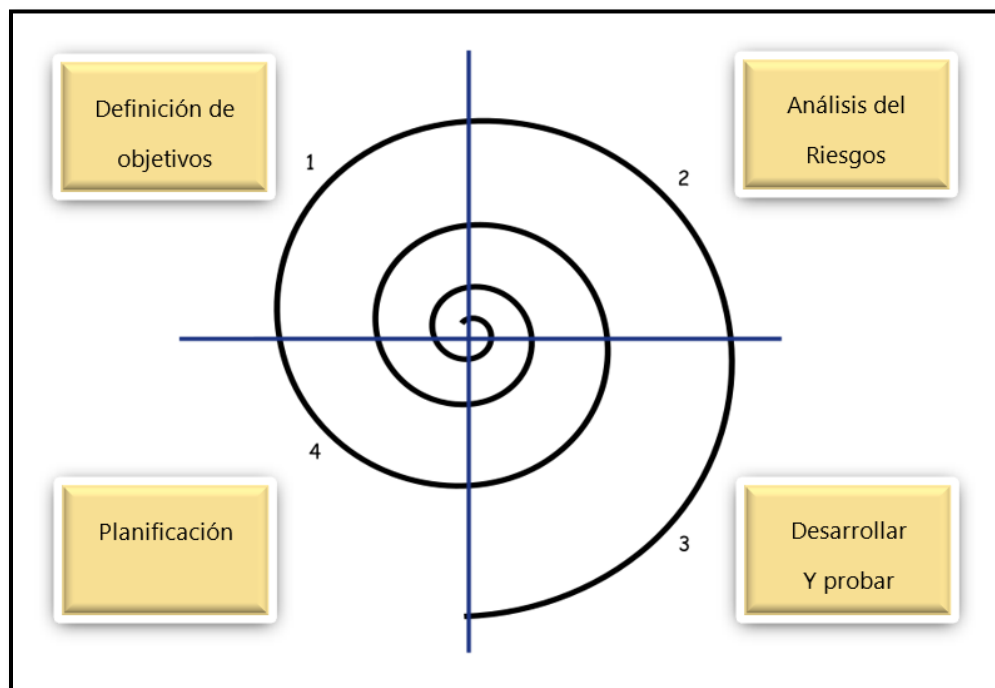 Definición de
objetivos
Análisis del
Riesgos
1
2
4
3
Planificación
Desarrollar
Y probar